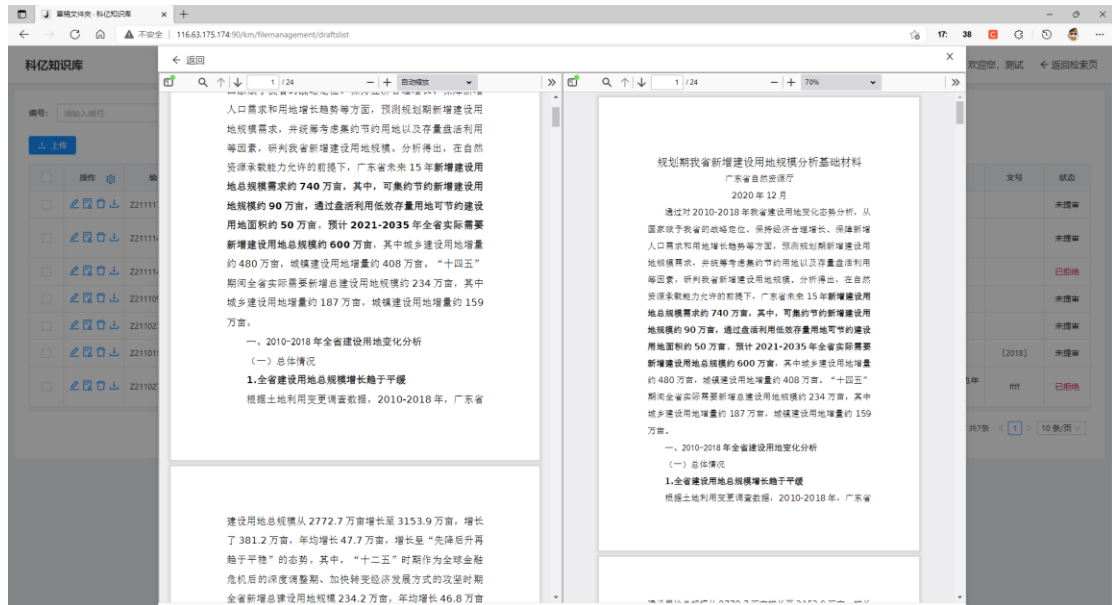 草稿文件夹 - 科亿知识库
不安全 | 116.63.175.174:90/km/filemanagement/draftslist
17: 38
科亿知识库
返回
欢迎您，测试 返回检索页
编号: 请输入编号
上传
操作
文号 状态
Z21111
未提审
Z21111
未提审
Z21111
已拒绝
Z21109
未提审
Z21102
未提审
Z21101
[2018] 未提审
Z21102
年 ffff 已拒绝
共7条 < 1 > 10 条/页
1 / 24 自动缩放
人口需求和用地增长趋势等方面，预测规划期新增建设用
地规模需求，并统筹考虑集约节约用地以及存量盘活利用
等因素，研判我省新增建设用地规模。分析得出，在自然
资源承载能力允许的前提下，广东省未来 15 年新增建设用
地总规模需求约 740 万亩，其中，可集约节约新增建设用
地规模约 90 万亩，通过盘活利用低效存量用地可节约建设
用地面积约 50 万亩。预计 2021-2035 年全省实际需要
新增建设用地总规模约 600 万亩，其中城乡建设用地增量
约 480 万亩，城镇建设用地增量约 408 万亩，“十四五”
期间全省实际需要新增总建设用地规模约 234 万亩，其中
城乡建设用地增量约 187 万亩，城镇建设用地增量约 159
万亩。
一、2010-2018 年全省建设用地变化分析
（一）总体情况
1.全省建设用地总规模增长趋于平缓
根据土地利用变更调查数据，2010-2018 年，广东省
建设用地总规模从 2772.7 万亩增长至 3153.9 万亩，增长
了 381.2 万亩，年均增长 47.7 万亩，增长呈“先降后升再
趋于平稳”的态势。其中，“十二五”时期作为全球金融
危机后的深度调整期、加快转变经济发展方式的攻坚时期
全省新增总建设用地规模 234.2 万亩，年均增长 46.8 万亩
1 / 24 70%
规划期我省新增建设用地规模分析基础材料
广东省自然资源厅
2020 年 12 月
通过对 2010-2018 年我省建设用地变化态势分析，从
国家赋予我省的战略定位、保持经济合理增长、保障新增
人口需求和用地增长趋势等方面，预测规划期新增建设用
地规模需求，并统筹考虑集约节约用地以及存量盘活利用
等因素，研判我省新增建设用地规模。分析得出，在自然
资源承载能力允许的前提下，广东省未来 15 年新增建设用
地总规模需求约 740 万亩，其中，可集约节约新增建设用
地规模约 90 万亩，通过盘活利用低效存量用地可节约建设
用地面积约 50 万亩。预计 2021-2035 年全省实际需要
新增建设用地总规模约 600 万亩，其中城乡建设用地增量
约 480 万亩，城镇建设用地增量约 408 万亩，“十四五”
期间全省实际需要新增总建设用地规模约 234 万亩，其中
城乡建设用地增量约 187 万亩，城镇建设用地增量约 159
万亩。
一、2010-2018 年全省建设用地变化分析
（一）总体情况
1.全省建设用地总规模增长趋于平缓
根据土地利用变更调查数据，2010-2018 年，广东省